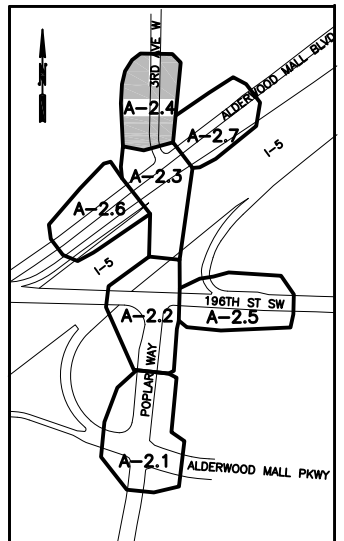 3RD AVE W
ALDERWOOD MALL BLVD
A-2.4
A-2.7
I-5
A-2.3
A-2.6
I-5
196TH ST SW
A-2.2
A-2.5
POPLAR WAY
A-2.1
ALDERWOOD MALL PKWY